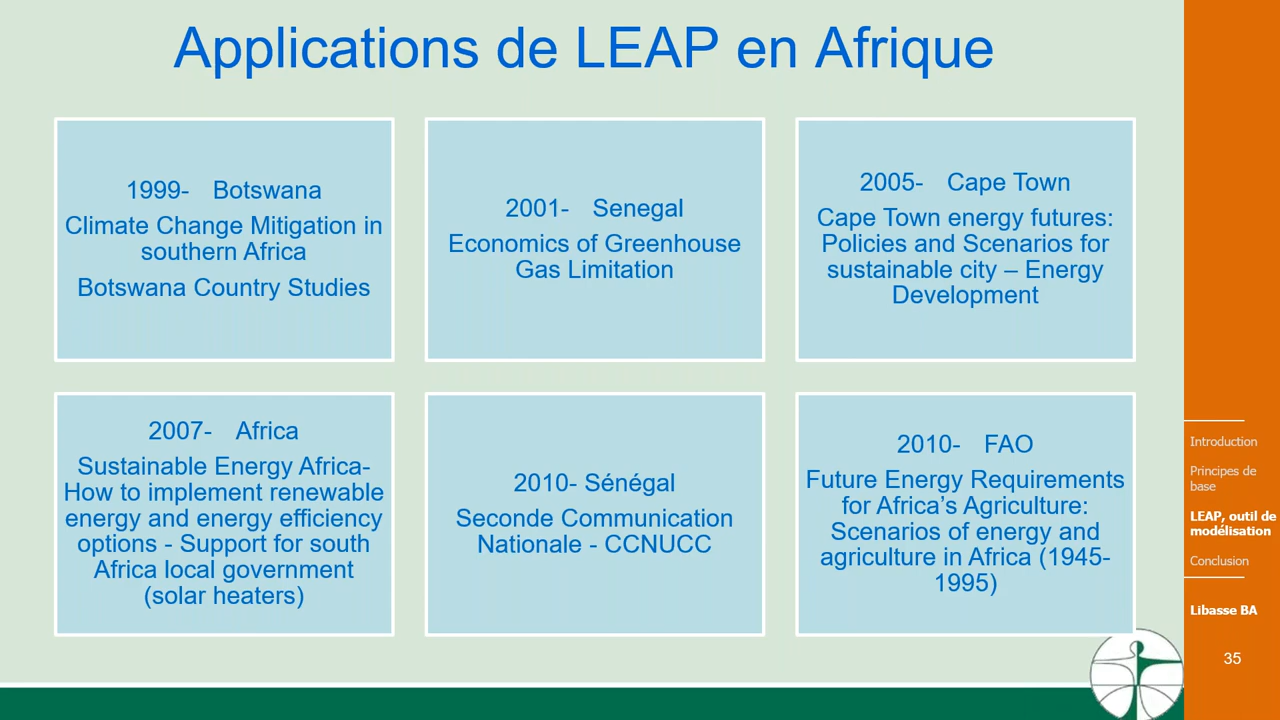 Applications de LEAP en Afrique
1999- Botswana
Climate Change Mitigation in
southern Africa
Botswana Country Studies
2001- Senegal
Economics of Greenhouse
Gas Limitation
2005- Cape Town
Cape Town energy futures:
Policies and Scenarios for
sustainable city – Energy
Development
2007- Africa
Sustainable Energy Africa-
How to implement renewable
energy and energy efficiency
options - Support for south
Africa local government
(solar heaters)
2010- Sénégal
Seconde Communication
Nationale - CCNUCC
2010- FAO
Future Energy Requirements
for Africa’s Agriculture:
Scenarios of energy and
agriculture in Africa (1945-
1995)
Introduction
Principes de
base
LEAP, outil de
modélisation
Conclusion
Libasse BA
35